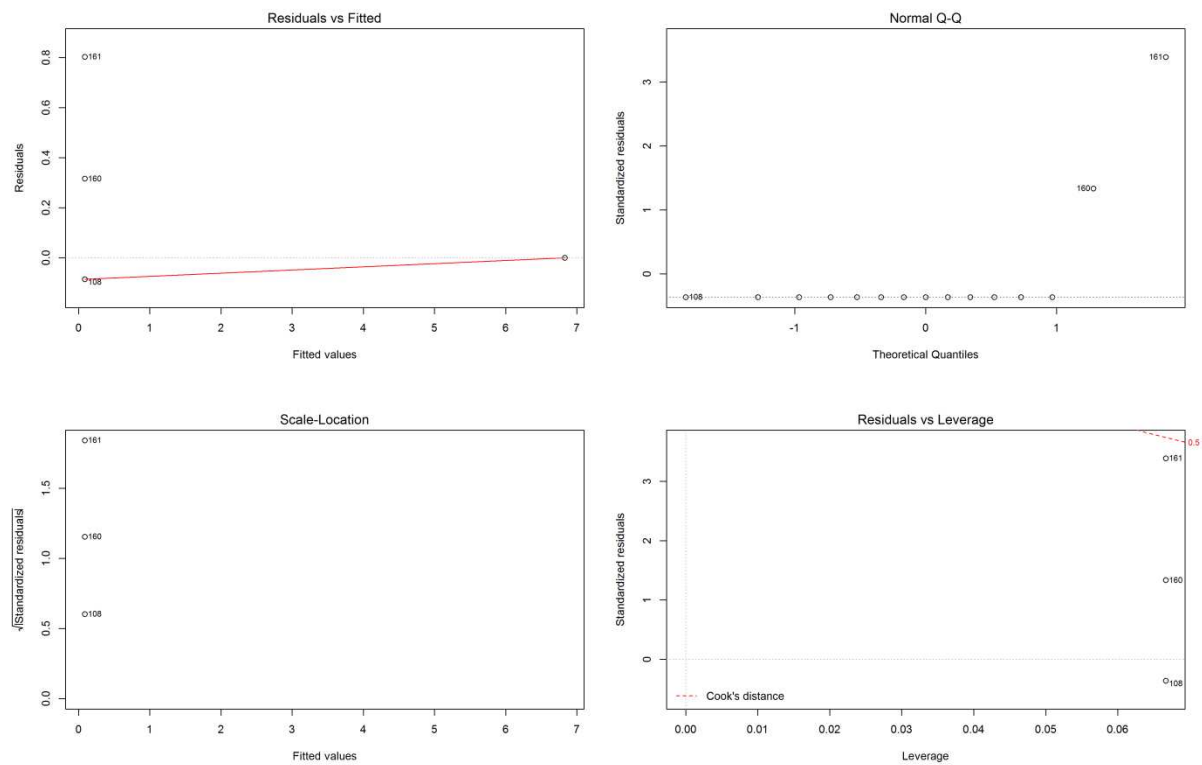 Residuals vs Fitted
Residuals
0.0 0.2 0.4 0.6 0.8
161
160
108
0 1 2 3 4 5 6 7
Fitted values
Normal Q-Q
Standardized residuals
0 1 2 3
161
160
108
-1 0 1
Theoretical Quantiles
Scale-Location
√|Standardized residuals|
0.0 0.5 1.0 1.5
161
160
108
0 1 2 3 4 5 6 7
Fitted values
Residuals vs Leverage
Standardized residuals
0 1 2 3
0.5
161
160
108
Cook's distance
0.00 0.01 0.02 0.03 0.04 0.05 0.06
Leverage